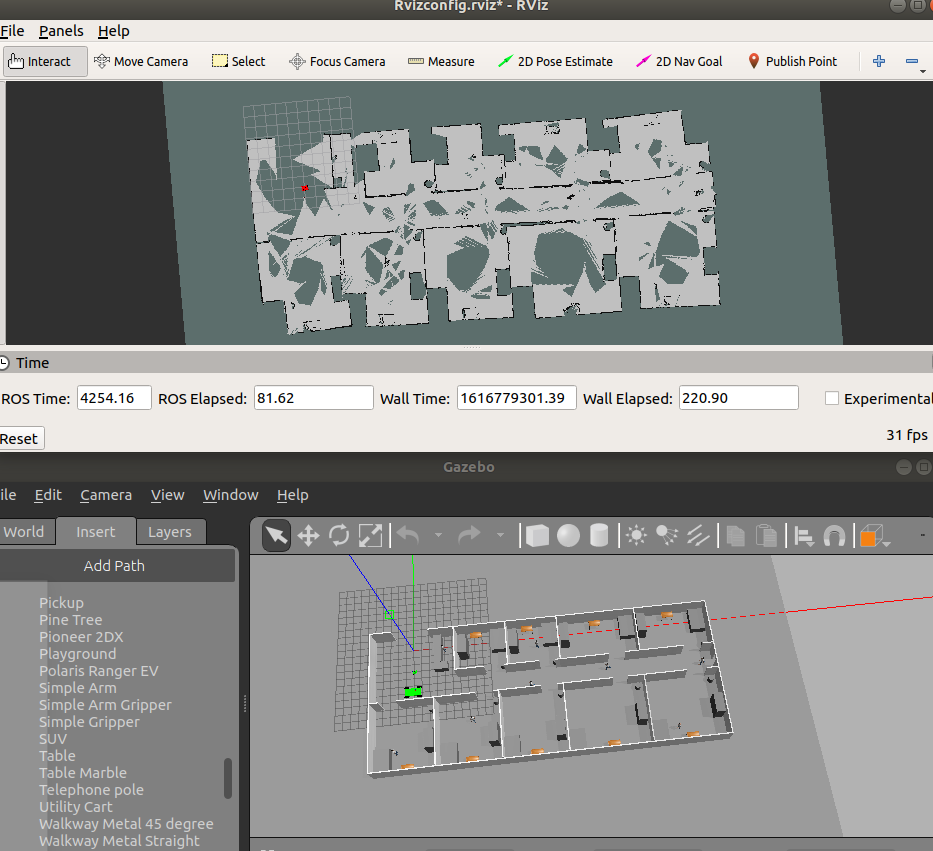 Rvizconfig.rviz* - RViz
File Panels Help
Interact Move Camera Select Focus Camera Measure 2D Pose Estimate 2D Nav Goal Publish Point
Time
ROS Time: 4254.16 ROS Elapsed: 81.62 Wall Time: 1616779301.39 Wall Elapsed: 220.90 Experimental
Reset 31 fps
Gazebo
ile Edit Camera View Window Help
World Insert Layers
Add Path
Pickup
Pine Tree
Pioneer 2DX
Playground
Polaris Ranger EV
Simple Arm
Simple Arm Gripper
Simple Gripper
SUV
Table
Table Marble
Telephone pole
Utility Cart
Walkway Metal 45 degree
Walkway Metal Straight